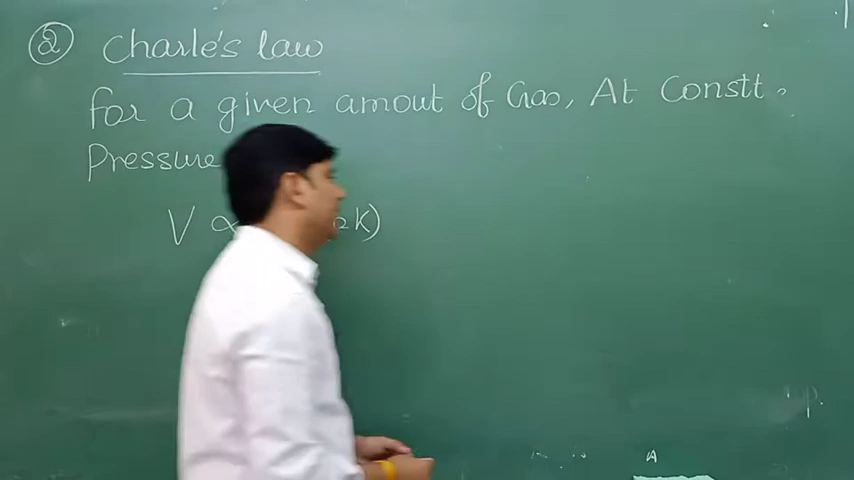 ② Charle's law
for a given amout of Gas, At Constt.
Pressure
V ∝ K)